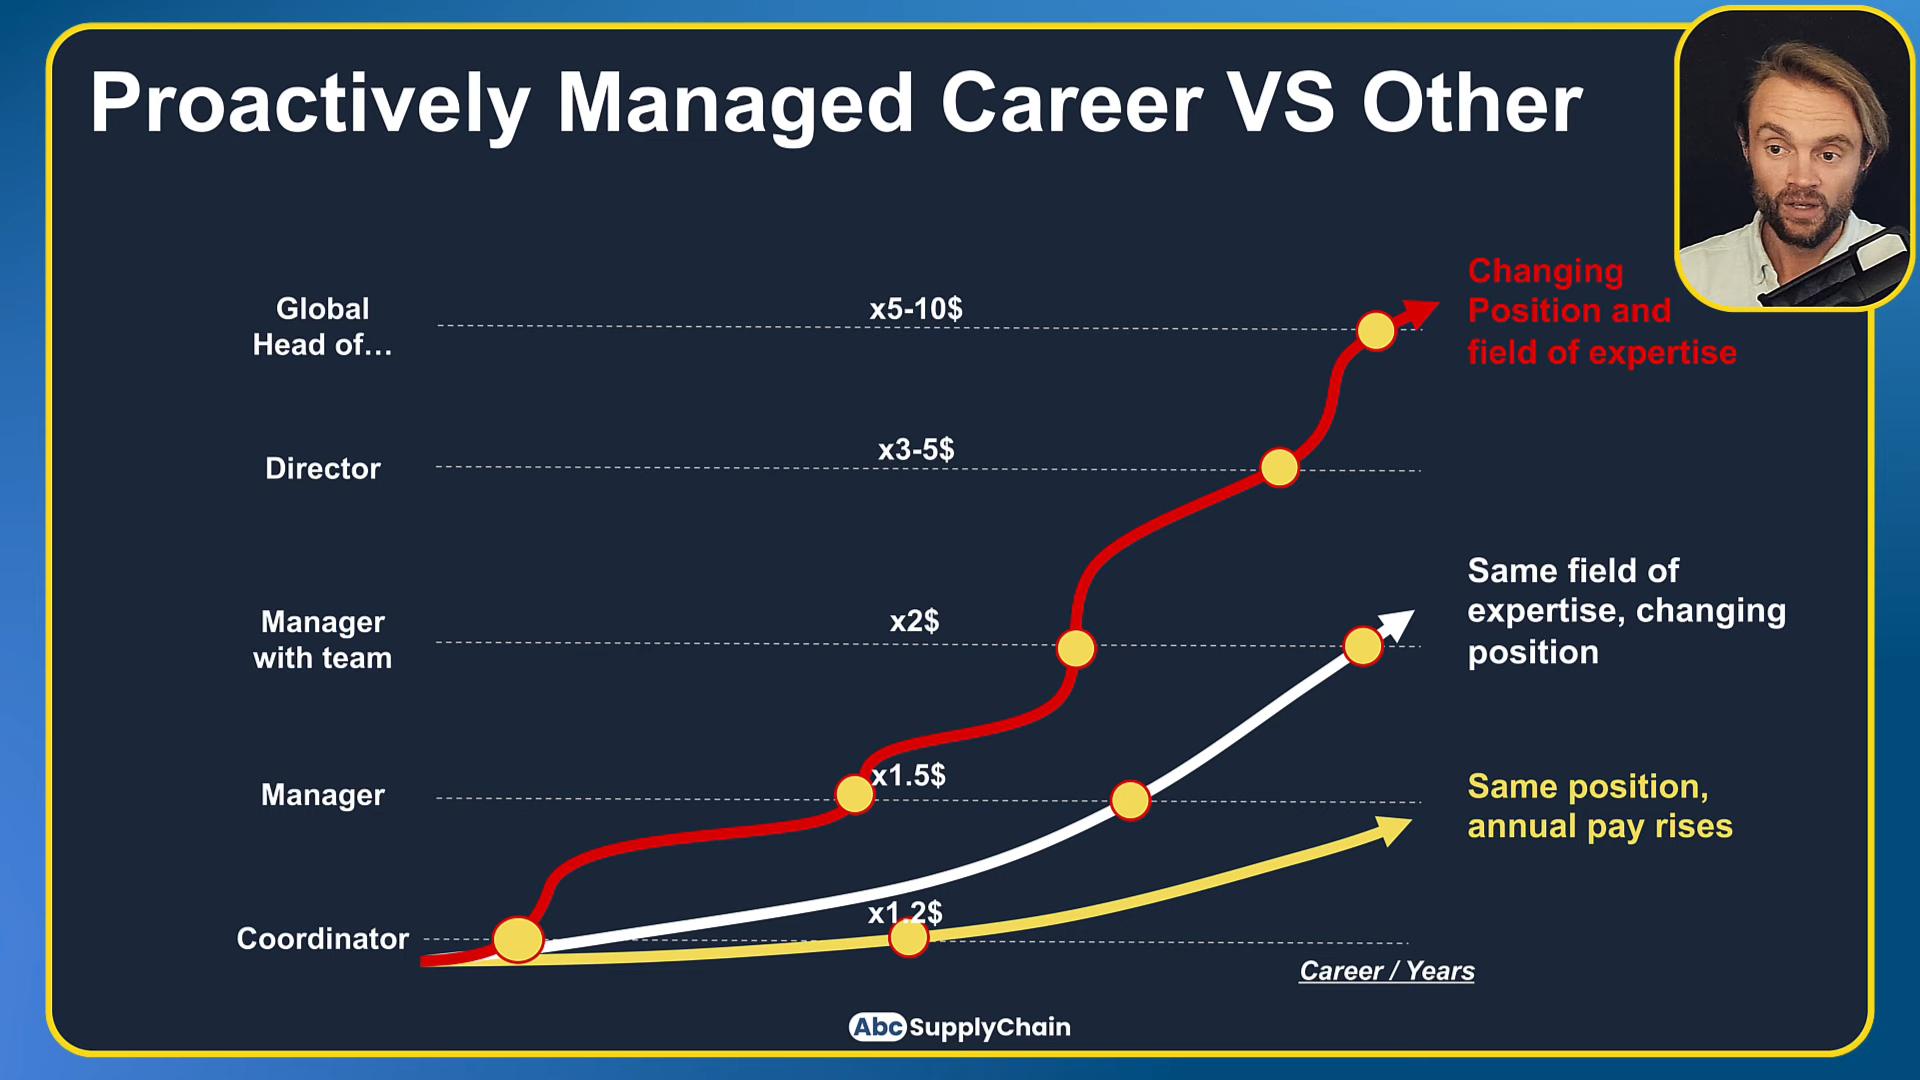 Proactively Managed Career VS Other
Changing
Position and
field of expertise
Global
Head of...
x5-10$
Director
x3-5$
Same field of
expertise, changing
position
Manager
with team
x2$
Manager
x1.5$
Same position,
annual pay rises
Coordinator
x1.2$
Career / Years
Abc SupplyChain